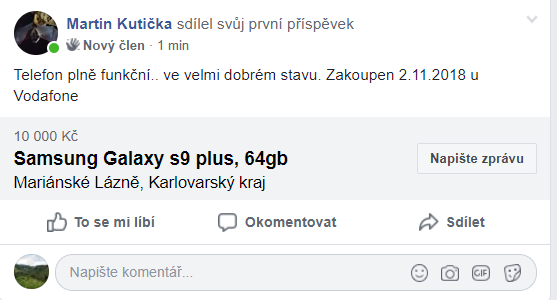 Martin Kutička sdílel svůj první příspěvek
Nový člen · 1 min
Telefon plně funkční.. ve velmi dobrém stavu. Zakoupen 2.11.2018 u
Vodafone
10 000 Kč
Samsung Galaxy s9 plus, 64gb
Napište zprávu
Mariánské Lázně, Karlovarský kraj
To se mi líbí Okomentovat Sdílet
Napište komentář... GIF